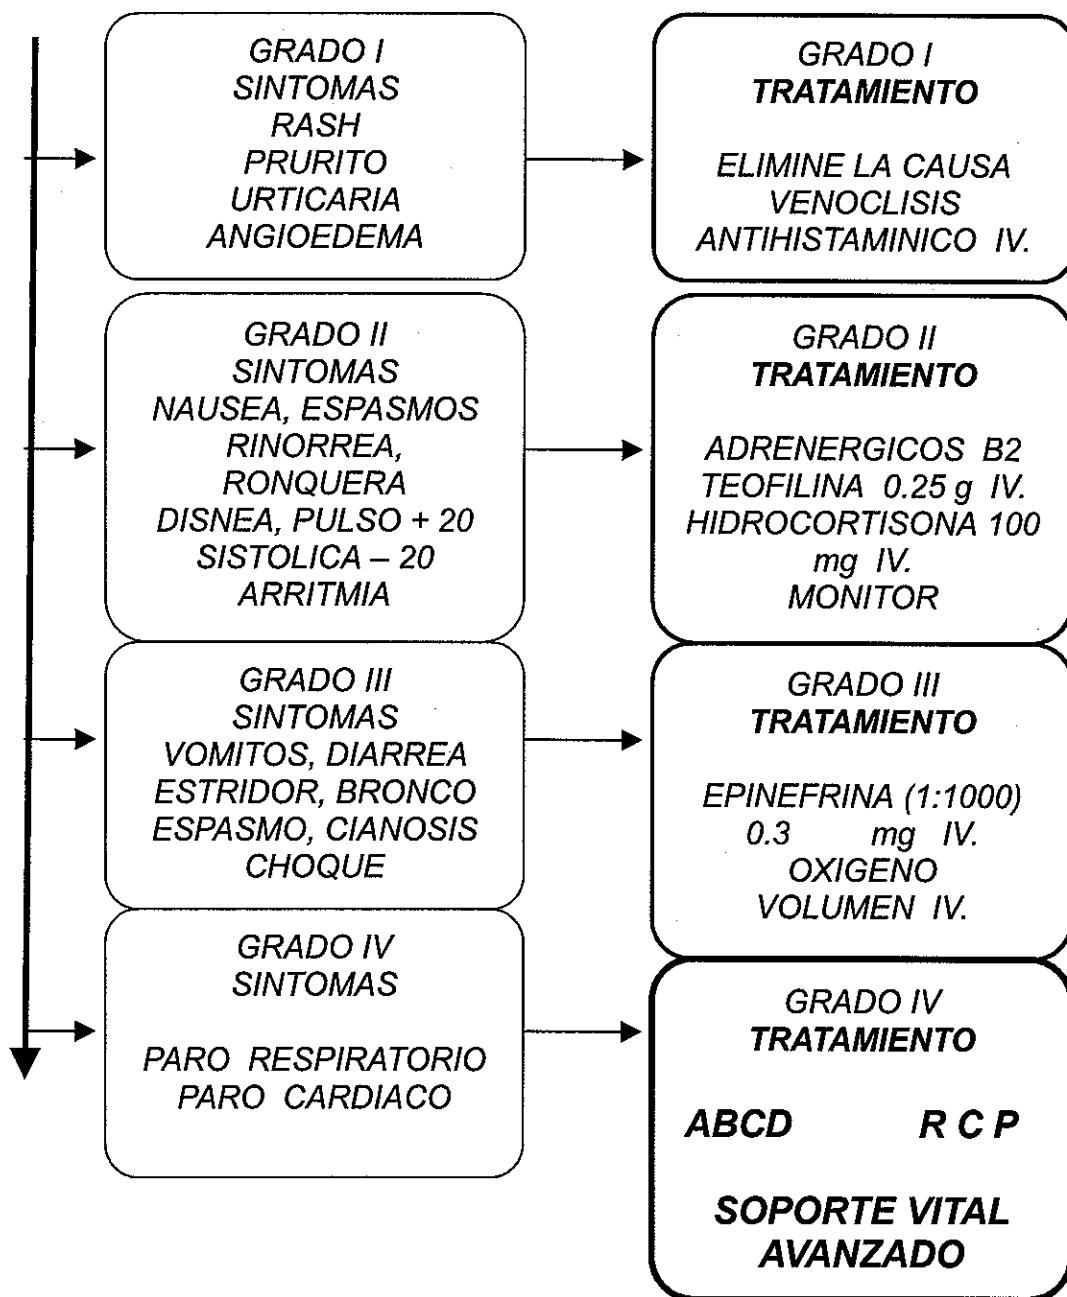 GRADO I
SINTOMAS
RASH
PRURITO
URTICARIA
ANGIOEDEMA
GRADO I
TRATAMIENTO
ELIMINE LA CAUSA
VENOCLISIS
ANTIHISTAMINICO IV.
GRADO II
SINTOMAS
NAUSEA, ESPASMOS
RINORREA,
RONQUERA
DISNEA, PULSO + 20
SISTOLICA – 20
ARRITMIA
GRADO II
TRATAMIENTO
ADRENERGICOS B2
TEOFILINA 0.25 g IV.
HIDROCORTISONA 100
mg IV.
MONITOR
GRADO III
SINTOMAS
VOMITOS, DIARREA
ESTRIDOR, BRONCO
ESPASMO, CIANOSIS
CHOQUE
GRADO III
TRATAMIENTO
EPINEFRINA (1:1000)
0.3 mg IV.
OXIGENO
VOLUMEN IV.
GRADO IV
SINTOMAS
PARO RESPIRATORIO
PARO CARDIACO
GRADO IV
TRATAMIENTO
ABCD R C P
SOPORTE VITAL
AVANZADO